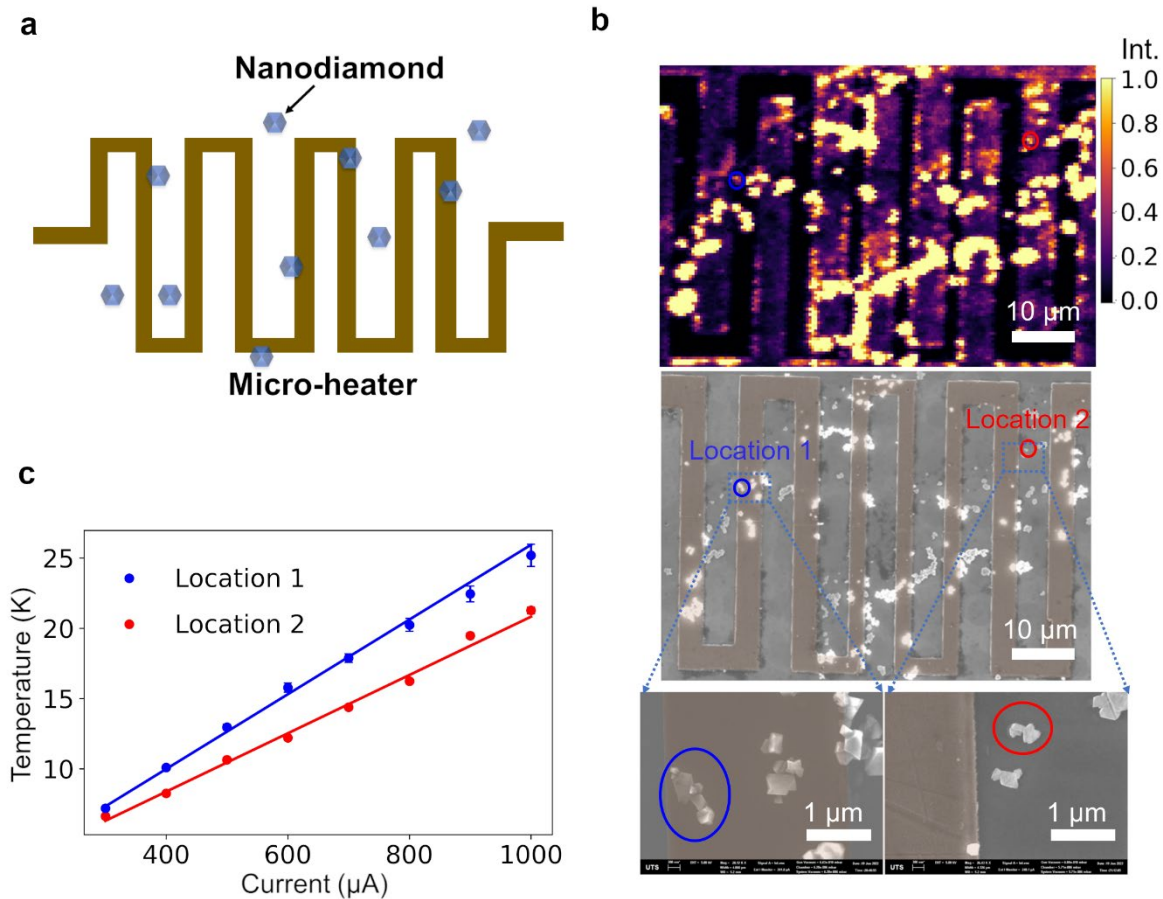 a
Nanodiamond
Micro-heater
b
Int.
1.0
0.8
0.6
0.4
0.2
0.0
10 µm
Location 1
Location 2
10 µm
1 µm
UTS
1 µm
UTS
c
25
20
15
10
Temperature (K)
Location 1
Location 2
400
600
800
1000
Current (µA)